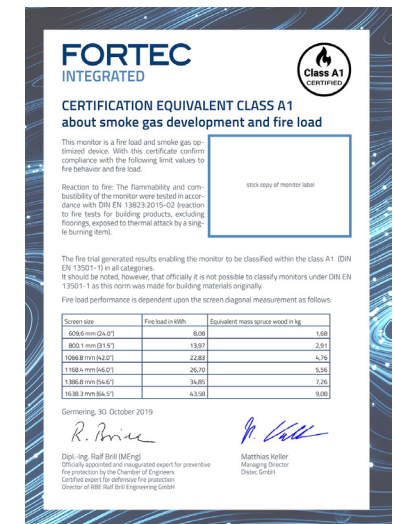 FORTEC
INTEGRATED
Class A1
CERTIFIED
CERTIFICATION EQUIVALENT CLASS A1
about smoke gas development and fire load
This monitor is a fire load and smoke gas op-
timized device. With this certificate confirm
compliance with the following limit values to
fire behavior and fire load.
Reaction to fire: The flammability and com-
bustibility of the monitor were tested in accor-
dance with DIN EN 13823:2015-02 (reaction
to fire tests for building products, excluding
floorings, exposed to thermal attack by a sing-
le burning item).
stick copy of monitor label
The fire trial generated results enabling the monitor to be classified within the class A1 (DIN
EN 13501-1) in all categories.
It should be noted, however, that officially it is not possible to classify monitors under DIN EN
13501-1 as this norm was made for building materials originally.
Fire load performance is dependent upon the screen diagonal measurement as follows:
Screen size Fire load in kWh Equivalent mass spruce wood in kg
609,6 mm (24.0") 8,08 1,68
800.1 mm (31.5") 13,97 2,91
1066.8 mm (42.0") 22,83 4,76
1168.4 mm (46.0") 26,70 5,56
1386.8 mm (54.6") 34,85 7,26
1638.3 mm (64.5") 43,58 9,08
Germering, 30. October 2019
R. Brill
Dipl.-Ing. Ralf Brill (MEng)
Officially appointed and inaugurated expert for preventive
fire protection by the Chamber of Engineers
Certified expert for defensive fire protection
Director of RBE Ralf Brill Engineering GmbH
Matthias Keller
Managing Director
Distec GmbH